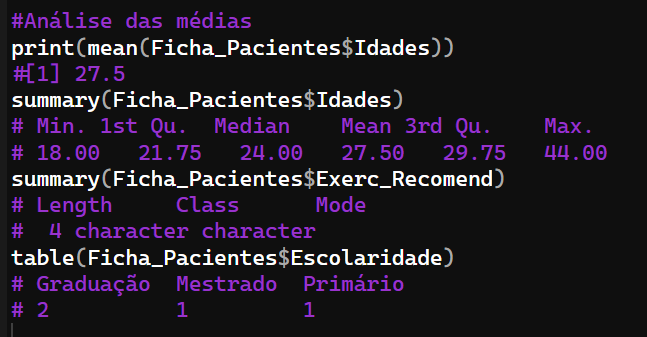 #Análise das médias
print(mean(Ficha_Pacientes$Idades))
#[1] 27.5
summary(Ficha_Pacientes$Idades)
# Min. 1st Qu.  Median    Mean 3rd Qu.    Max.
# 18.00   21.75   24.00   27.50   29.75   44.00
summary(Ficha_Pacientes$Exerc_Recomend)
# Length     Class      Mode
#  4 character character
table(Ficha_Pacientes$Escolaridade)
# Graduação  Mestrado  Primário
# 2          1         1